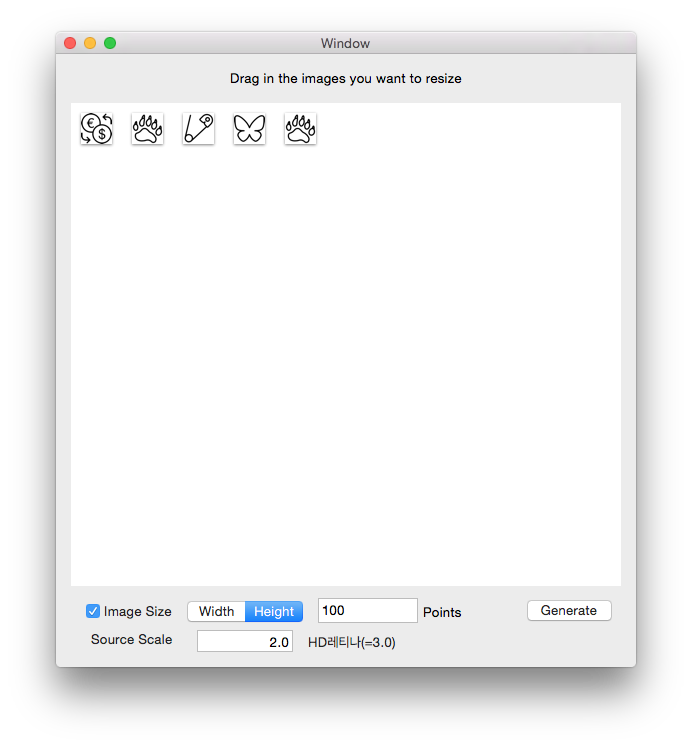 Window
Drag in the images you want to resize
€
$
Image Size Width Height 100 Points Generate
Source Scale 2.0 HD레티나(=3.0)